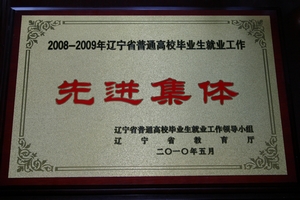 2008-2009年辽宁省普通高校毕业生就业工作
先进集体
辽宁省普通高校毕业生就业工作领导小组
辽宁省教育厅
二〇一〇年五月